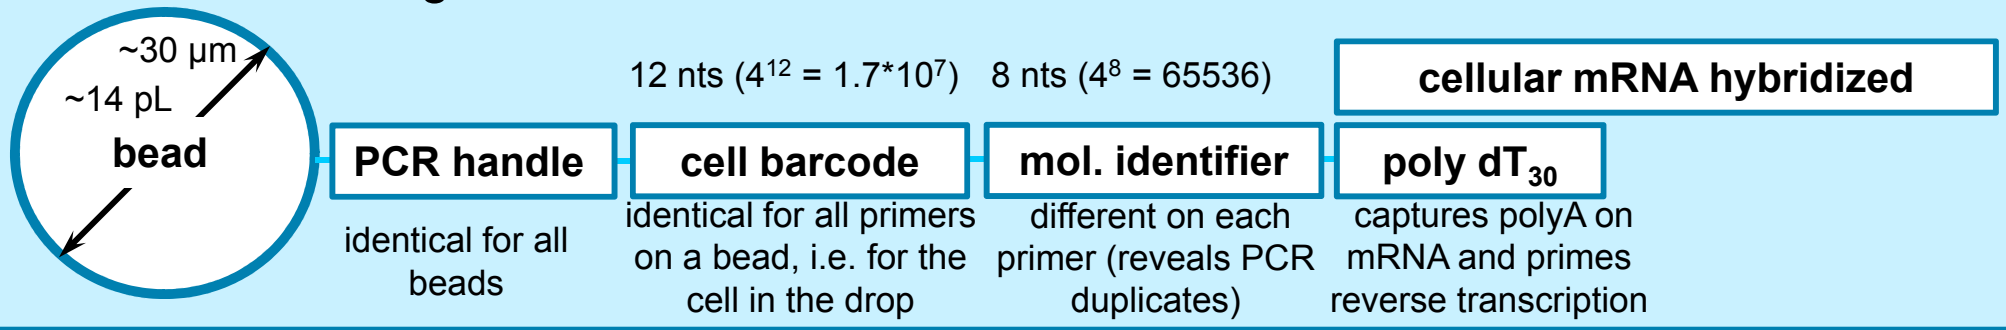 ~30 µm
~14 pL
bead
12 nts (4¹² = 1.7*10⁷)
8 nts (4⁸ = 65536)
cellular mRNA hybridized
PCR handle
cell barcode
mol. identifier
poly dT₃₀
identical for all
beads
identical for all primers
on a bead, i.e. for the
cell in the drop
different on each
primer (reveals PCR
duplicates)
captures polyA on
mRNA and primes
reverse transcription